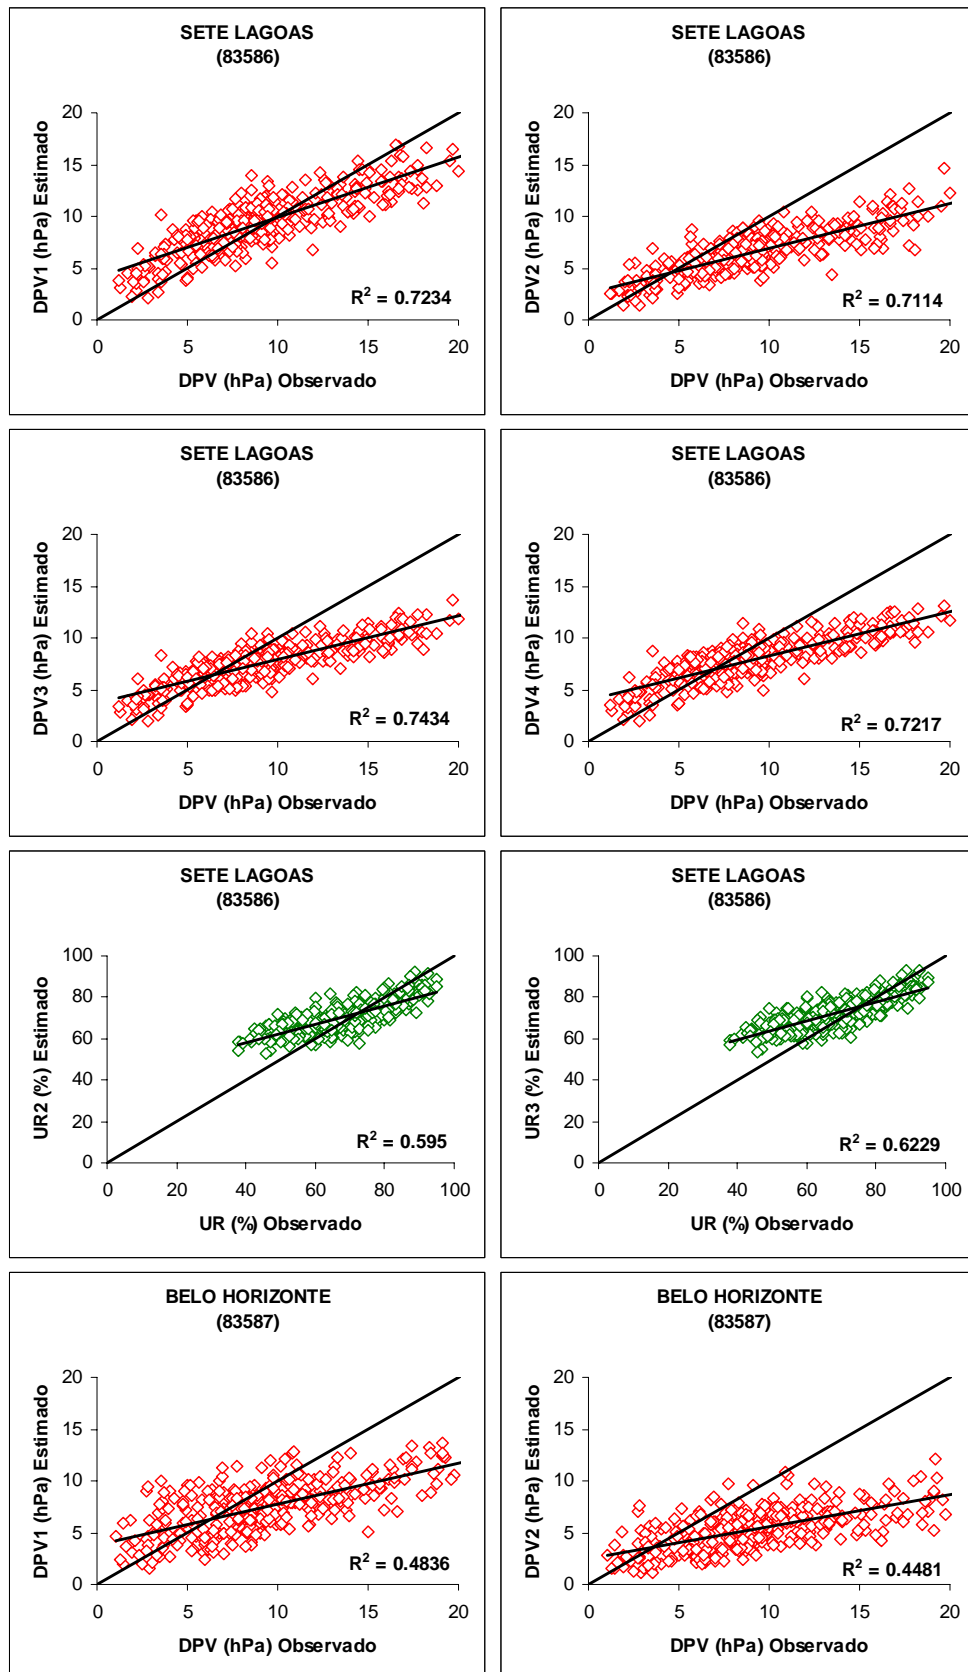 SETE LAGOAS
(83586)
DPV1 (hPa) Estimado
20
15
10
5
0
R² = 0.7234
0 5 10 15 20
DPV (hPa) Observado
SETE LAGOAS
(83586)
DPV2 (hPa) Estimado
20
15
10
5
0
R² = 0.7114
0 5 10 15 20
DPV (hPa) Observado
SETE LAGOAS
(83586)
DPV3 (hPa) Estimado
20
15
10
5
0
R² = 0.7434
0 5 10 15 20
DPV (hPa) Observado
SETE LAGOAS
(83586)
DPV4 (hPa) Estimado
20
15
10
5
0
R² = 0.7217
0 5 10 15 20
DPV (hPa) Observado
SETE LAGOAS
(83586)
UR2 (%) Estimado
100
80
60
40
20
0
R² = 0.595
0 20 40 60 80 100
UR (%) Observado
SETE LAGOAS
(83586)
UR3 (%) Estimado
100
80
60
40
20
0
R² = 0.6229
0 20 40 60 80 100
UR (%) Observado
BELO HORIZONTE
(83587)
DPV1 (hPa) Estimado
20
15
10
5
0
R² = 0.4836
0 5 10 15 20
DPV (hPa) Observado
BELO HORIZONTE
(83587)
DPV2 (hPa) Estimado
20
15
10
5
0
R² = 0.4481
0 5 10 15 20
DPV (hPa) Observado